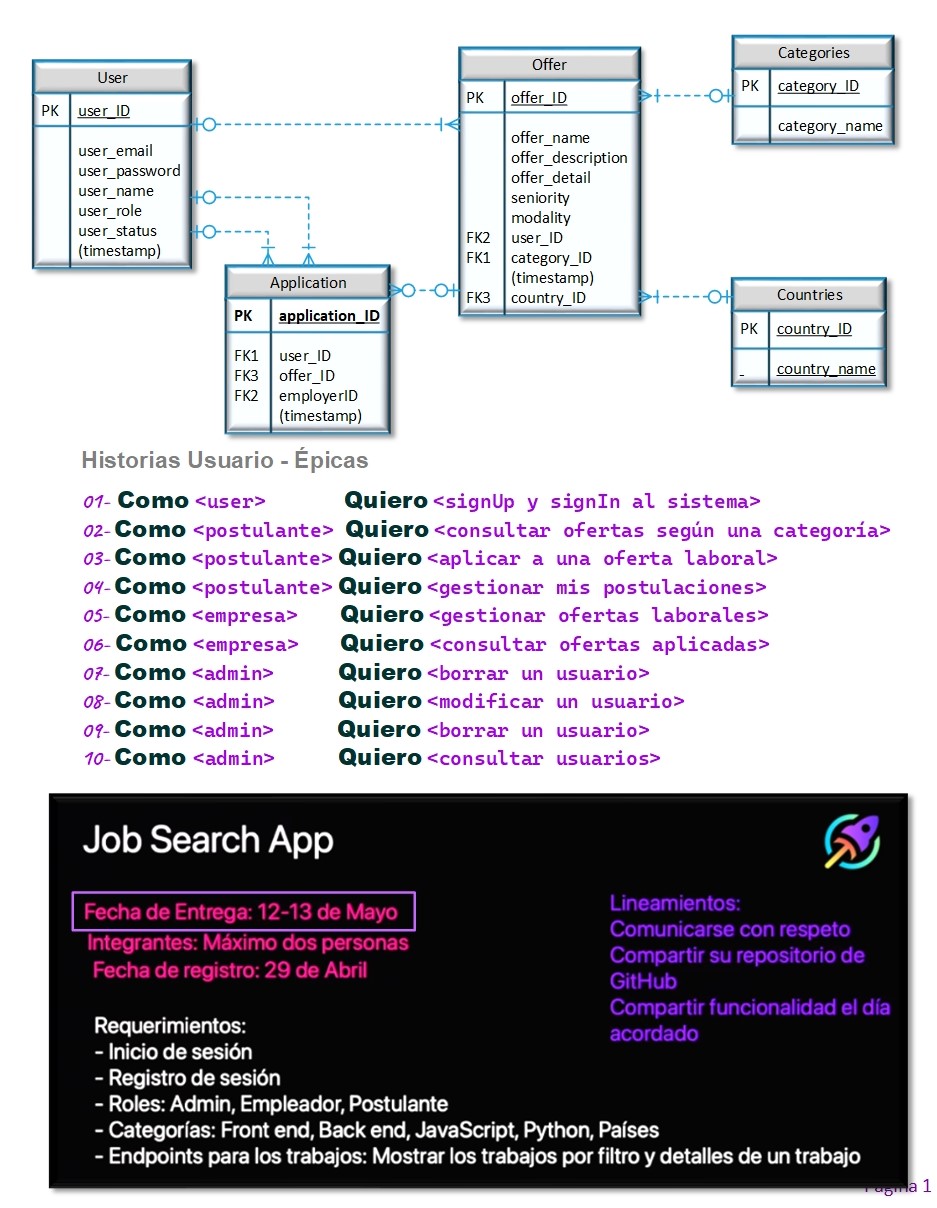 User
PK user_ID
user_email
user_password
user_name
user_role
user_status
(timestamp)
Offer
PK offer_ID
offer_name
offer_description
offer_detail
seniority
modality
FK2 user_ID
FK1 category_ID
(timestamp)
FK3 country_ID
Categories
PK category_ID
category_name
Application
PK application_ID
FK1 user_ID
FK3 offer_ID
FK2 employerID
(timestamp)
Countries
PK country_ID
- country_name
Historias Usuario - Épicas
01- Como <user> Quiero <signUp y signIn al sistema>
02- Como <postulante> Quiero <consultar ofertas según una categoría>
03- Como <postulante> Quiero <aplicar a una oferta laboral>
04- Como <postulante> Quiero <gestionar mis postulaciones>
05- Como <empresa> Quiero <gestionar ofertas laborales>
06- Como <empresa> Quiero <consultar ofertas aplicadas>
07- Como <admin> Quiero <borrar un usuario>
08- Como <admin> Quiero <modificar un usuario>
09- Como <admin> Quiero <borrar un usuario>
10- Como <admin> Quiero <consultar usuarios>
Job Search App
Fecha de Entrega: 12-13 de Mayo
Integrantes: Máximo dos personas
Fecha de registro: 29 de Abril
Lineamientos:
Comunicarse con respeto
Compartir su repositorio de
GitHub
Compartir funcionalidad el día
acordado
Requerimientos:
- Inicio de sesión
- Registro de sesión
- Roles: Admin, Empleador, Postulante
- Categorías: Front end, Back end, JavaScript, Python, Países
- Endpoints para los trabajos: Mostrar los trabajos por filtro y detalles de un trabajo
Página 1